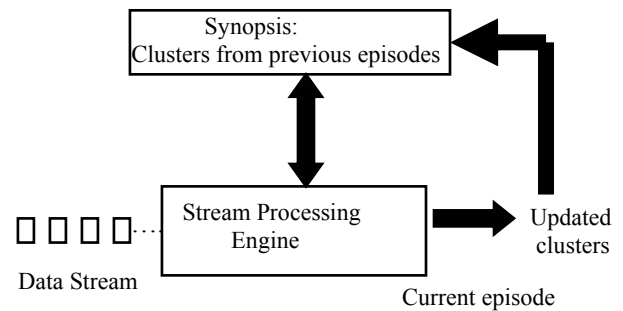 Synopsis:
Clusters from previous episodes
Stream Processing
Engine
Updated
clusters
Data Stream
Current episode